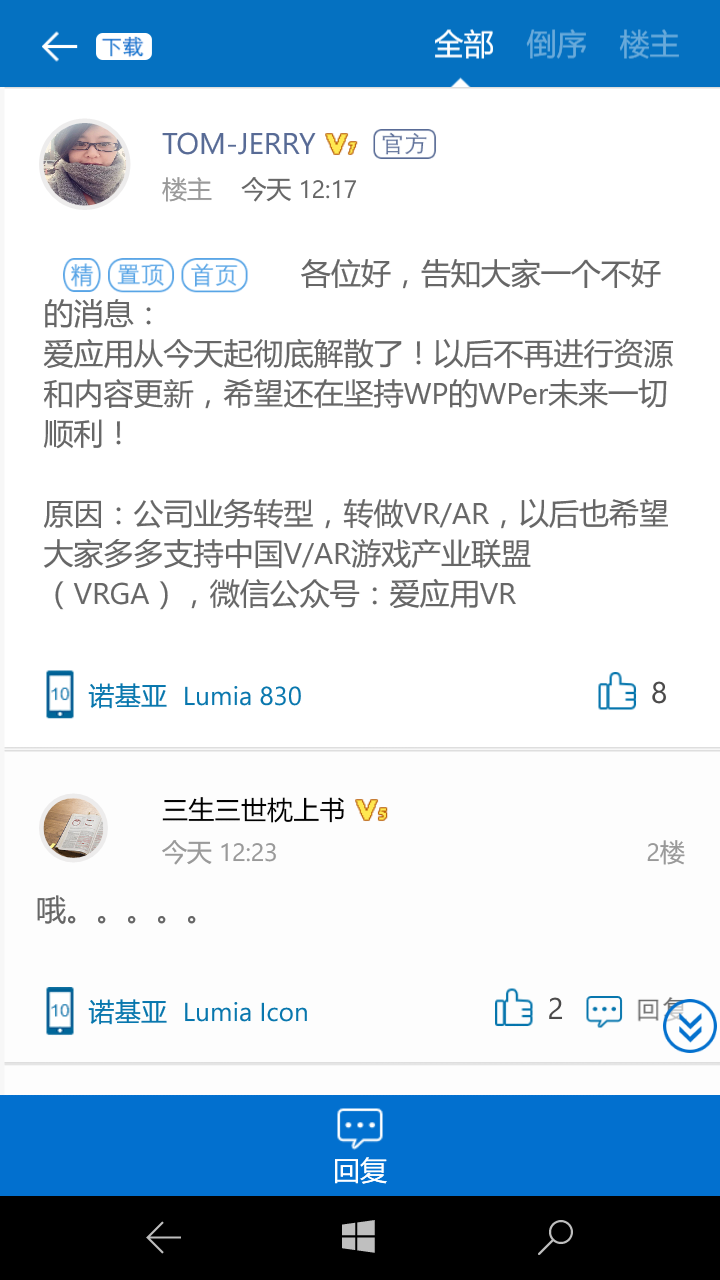 下载
全部 倒序 楼主
TOM-JERRY V7 官方
楼主 今天 12:17
精 置顶 首页 各位好，告知大家一个不好
的消息：
爱应用从今天起彻底解散了！以后不再进行资源
和内容更新，希望还在坚持WP的WPer未来一切
顺利！
原因：公司业务转型，转做VR/AR，以后也希望
大家多多支持中国V/AR游戏产业联盟
（VRGA），微信公众号：爱应用VR
10 诺基亚 Lumia 830 8
三生三世枕上书 V5
今天 12:23 2楼
哦。。。。。
10 诺基亚 Lumia Icon 2 回复
回复